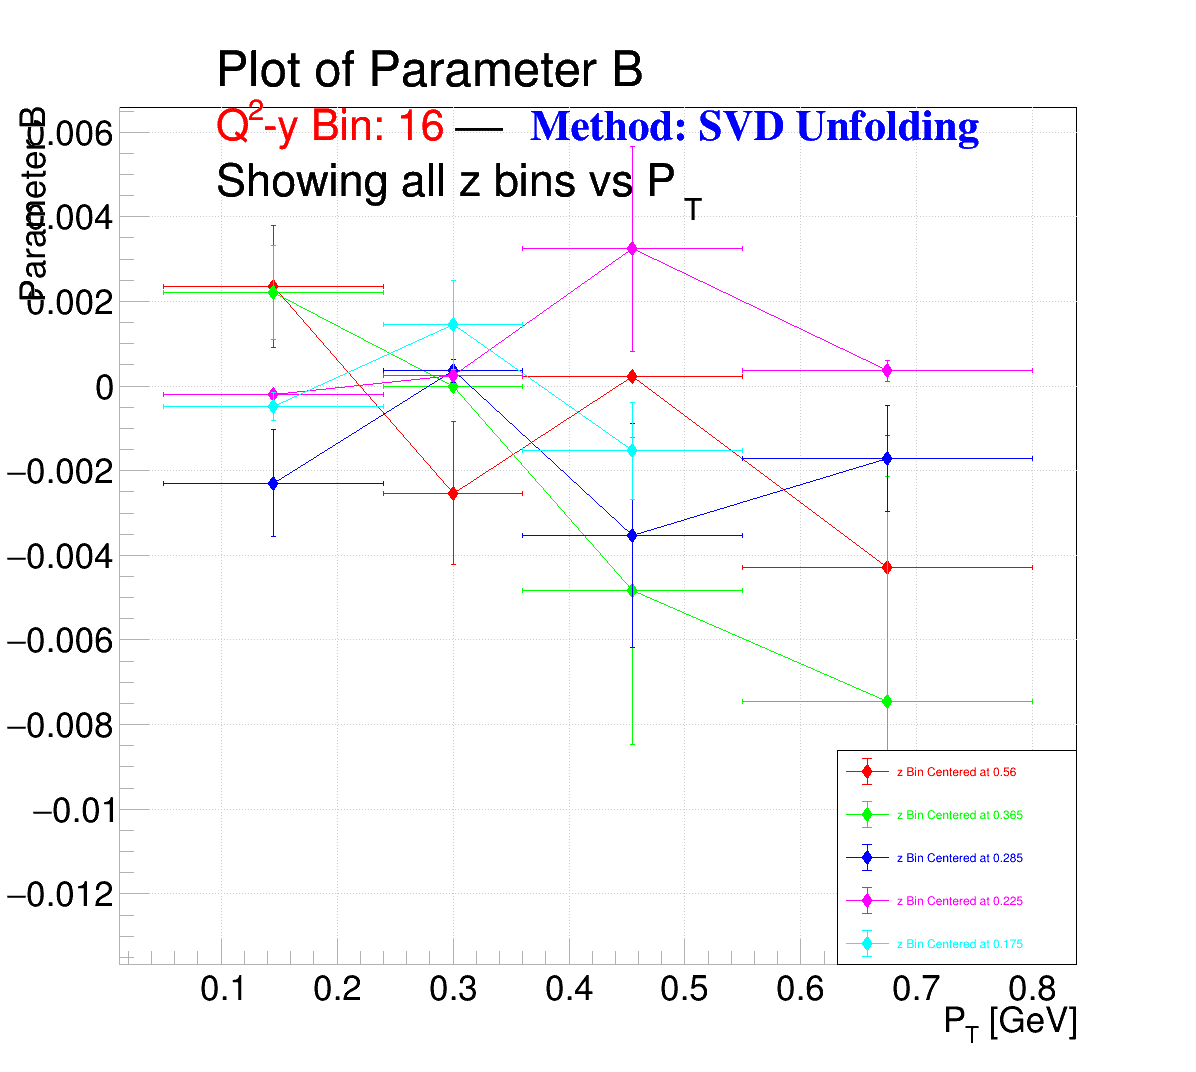 Plot of Parameter B
Q²-y Bin: 16 — Method: SVD Unfolding
Showing all z bins vs P_T
Parameter B
0.006
0.004
0.002
0
−0.002
−0.004
−0.006
−0.008
−0.01
−0.012
z Bin Centered at 0.56
z Bin Centered at 0.365
z Bin Centered at 0.285
z Bin Centered at 0.225
z Bin Centered at 0.175
0.1 0.2 0.3 0.4 0.5 0.6 0.7 0.8
P_T [GeV]